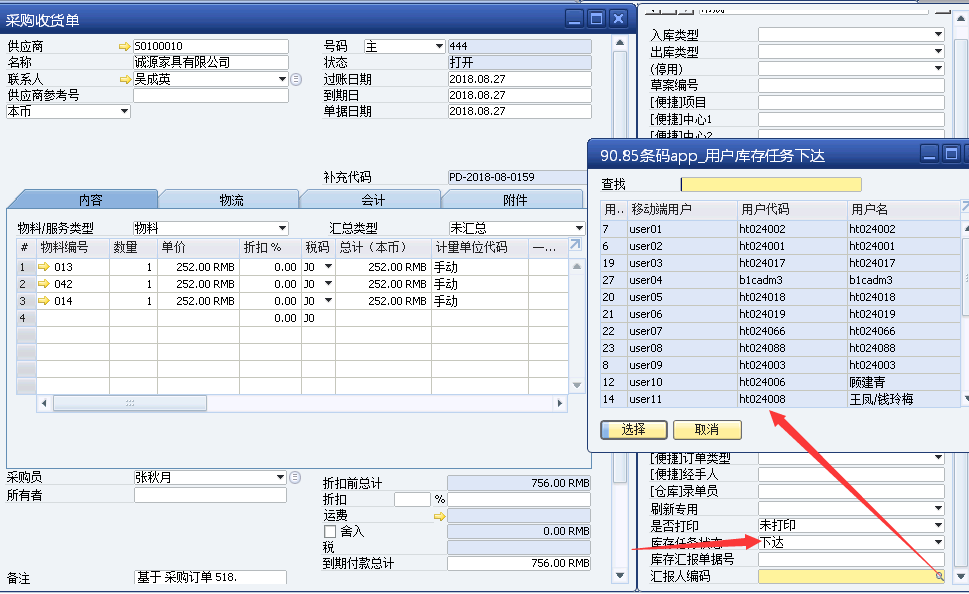 采购收货单
供应商 S0100010
名称 诚源家具有限公司
联系人 吴成英
供应商参考号
本币
号码 主 444
状态 打开
过账日期 2018.08.27
到期日 2018.08.27
单据日期 2018.08.27
补充代码 PD-2018-08-0159
内容 物流 会计 附件
物料/服务类型 物料 汇总类型 未汇总
# 物料编号 数量 单价 折扣 % 税码 总计（本币） 计量单位代码 一...
1 013 1 252.00 RMB 0.00 J0 252.00 RMB 手动
2 042 1 252.00 RMB 0.00 J0 252.00 RMB 手动
3 014 1 252.00 RMB 0.00 J0 252.00 RMB 手动
4 0.00 J0
采购员 张秋月
所有者
备注 基于 采购订单 518.
折扣前总计 756.00 RMB
折扣 %
运费
舍入 0.00 RMB
税
到期付款总计 756.00 RMB
入库类型
出库类型
(停用)
草案编号
[便捷]项目
[便捷]中心1
[便捷]中心2
90.85条码app_用户库存任务下达
查找
用.. 移动端用户 用户代码 用户名
7 user01 ht024002 ht024002
6 user02 ht024001 ht024001
19 user03 ht024017 ht024017
27 user04 b1cadm3 b1cadm3
20 user05 ht024018 ht024018
21 user06 ht024019 ht024019
22 user07 ht024066 ht024066
23 user08 ht024088 ht024088
8 user09 ht024003 ht024003
12 user10 ht024006 顾建青
14 user11 ht024008 王凤/钱玲梅
选择 取消
[便捷]订单类型
[便捷]经手人
[仓库]录单员
刷新专用
是否打印 未打印
库存任务状态 下达
库存汇报单据号
汇报人编码